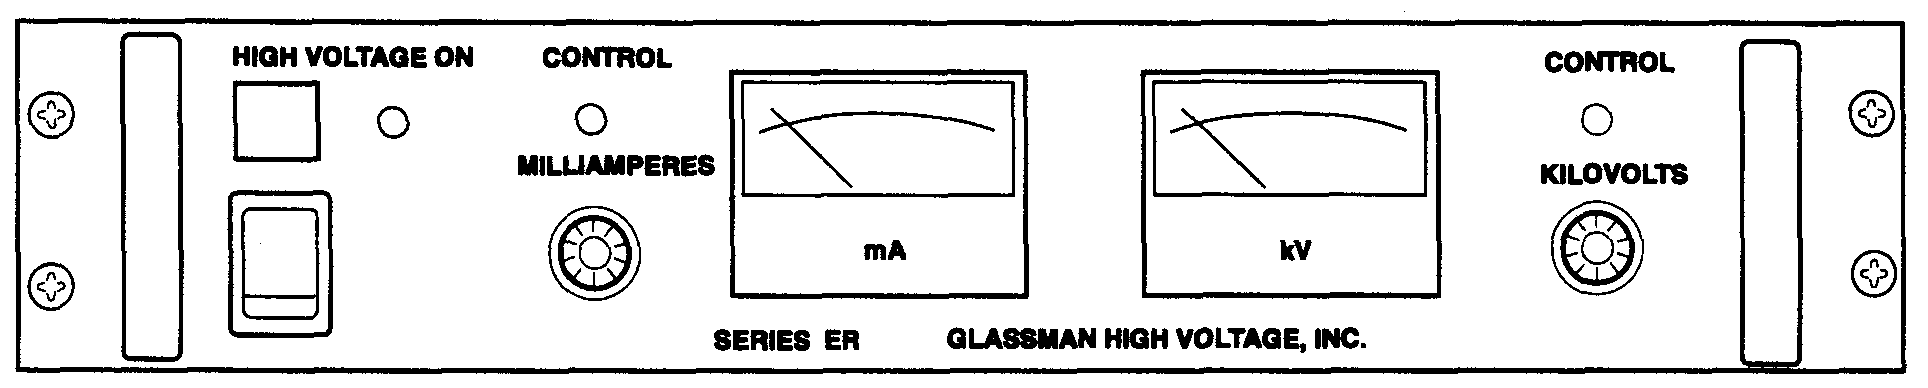 HIGH VOLTAGE ON
CONTROL
MILLIAMPERES
mA
kV
CONTROL
KILOVOLTS
SERIES ER
GLASSMAN HIGH VOLTAGE, INC.